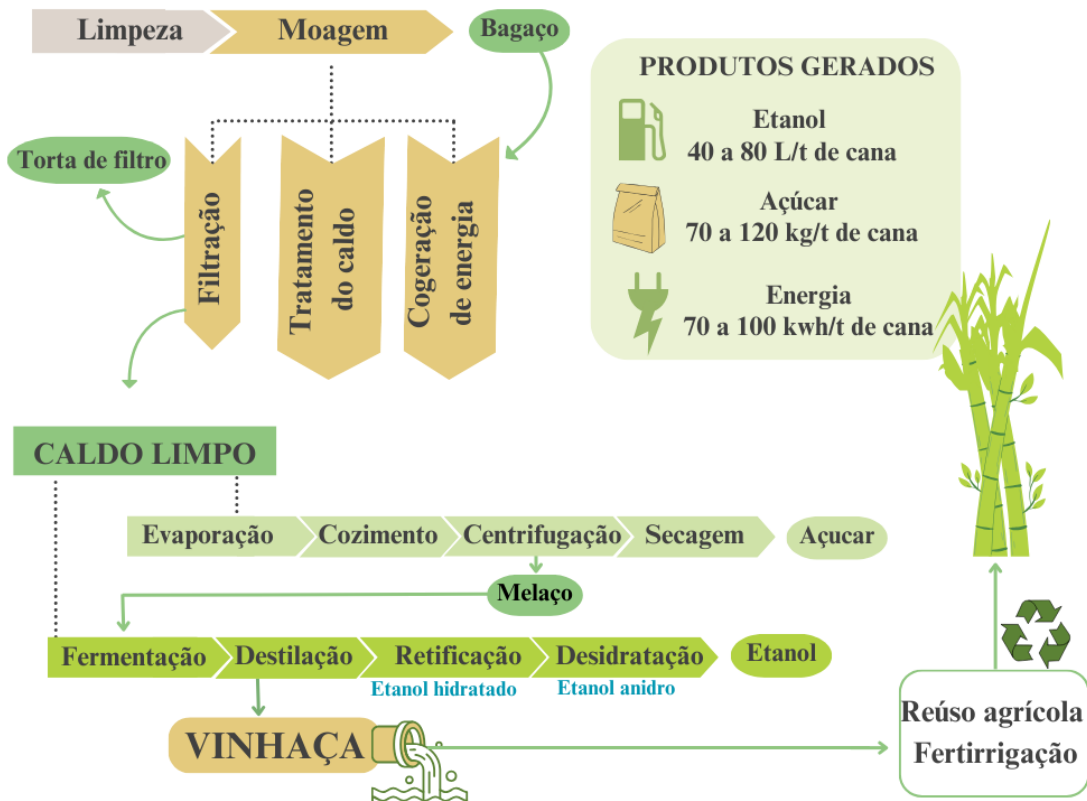 Limpeza
Moagem
Bagaço
PRODUTOS GERADOS
Etanol
40 a 80 L/t de cana
Açúcar
70 a 120 kg/t de cana
Energia
70 a 100 kwh/t de cana
Torta de filtro
Filtração
Tratamento
do caldo
Cogeração
de energia
CALDO LIMPO
Evaporação
Cozimento
Centrifugação
Secagem
Açucar
Melaço
Fermentação
Destilação
Retificação
Desidratação
Etanol
Etanol hidratado
Etanol anidro
VINHAÇA
Reúso agrícola
Fertirrigação